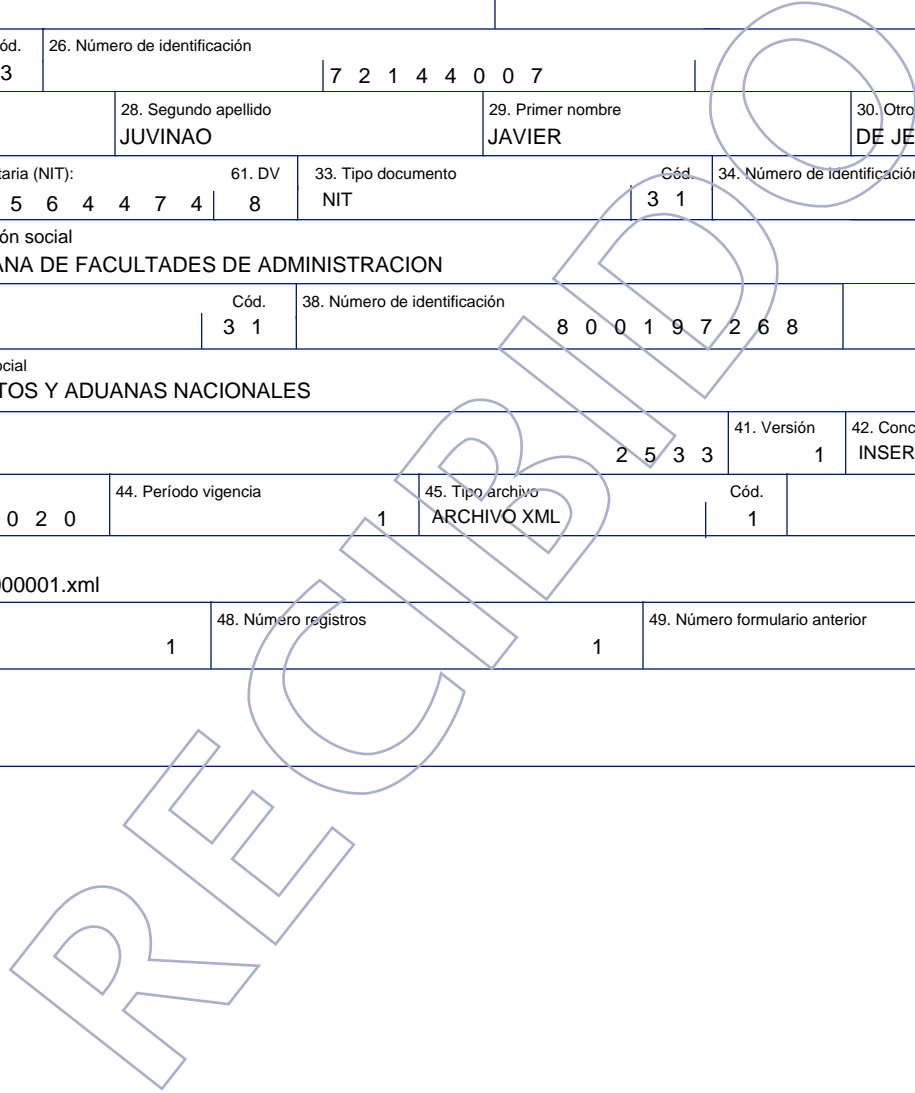 ód. 26. Número de identificación
3 7 2 1 4 4 0 0 7
28. Segundo apellido 29. Primer nombre 30. Otro
JUVINAO JAVIER DE JE
taria (NIT): 61. DV 33. Tipo documento Cód. 34. Número de identificación
5 6 4 4 7 4 8 NIT 3 1
ón social
ANA DE FACULTADES DE ADMINISTRACION
Cód. 38. Número de identificación
3 1 8 0 0 1 9 7 2 6 8
ocial
TOS Y ADUANAS NACIONALES
41. Versión 42. Conc
2 5 3 3 1 INSER
44. Período vigencia 45. Tipo archivo Cód.
0 2 0 1 ARCHIVO XML 1
000001.xml
48. Número registros 49. Número formulario anterior
1 1
RECIBIDO